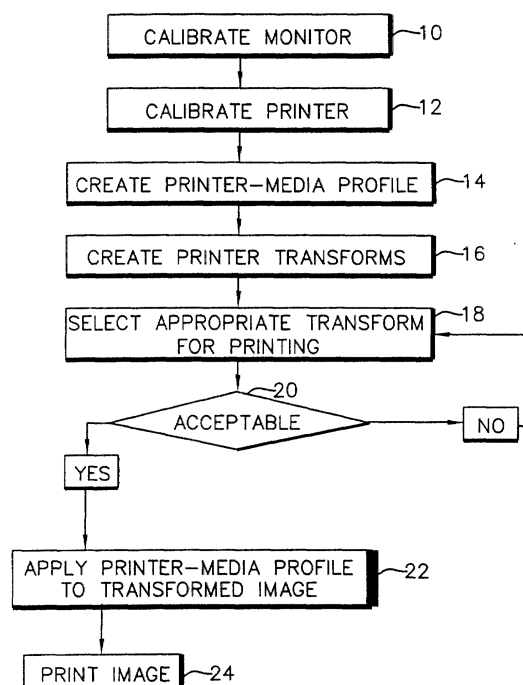 CALIBRATE MONITOR 10
CALIBRATE PRINTER 12
CREATE PRINTER-MEDIA PROFILE 14
CREATE PRINTER TRANSFORMS 16
SELECT APPROPRIATE TRANSFORM 18
FOR PRINTING
20
ACCEPTABLE
NO
YES
APPLY PRINTER-MEDIA PROFILE 22
TO TRANSFORMED IMAGE
PRINT IMAGE 24